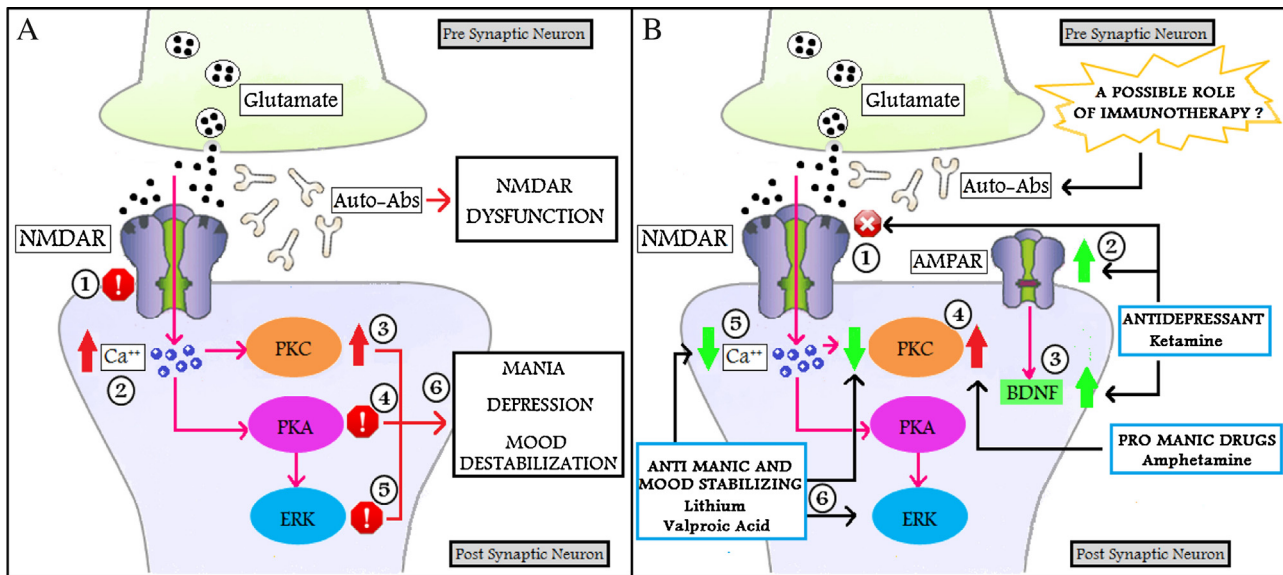 A
Pre Synaptic Neuron
Glutamate
Auto-Abs
NMDAR
DYSFUNCTION
NMDAR
1
!
Ca++
2
PKC
3
PKA
!
4
ERK
!
5
6
MANIA
DEPRESSION
MOOD
DESTABILIZATION
Post Synaptic Neuron
B
Pre Synaptic Neuron
Glutamate
A POSSIBLE ROLE
OF IMMUNOTHERAPY ?
Auto-Abs
NMDAR
1
AMPAR
2
5
Ca++
PKC
4
3
BDNF
ANTIDEPRESSANT
Ketamine
PKA
PRO MANIC DRUGS
Amphetamine
ANTI MANIC AND
MOOD STABILIZING
Lithium
Valproic Acid
6
ERK
Post Synaptic Neuron